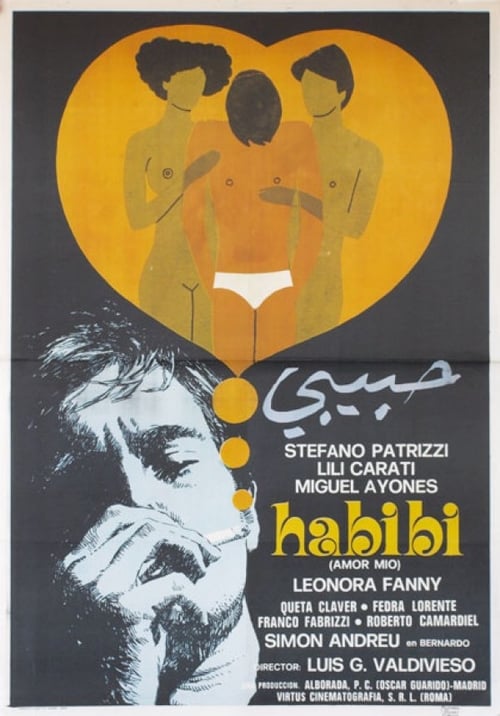 حبيبي
STEFANO PATRIZZI
LILI CARATI
MIGUEL AYONES
habibi
(AMOR MIO)
LEONORA FANNY
QUETA CLAVER • FEDRA LORENTE
FRANCO FABRIZZI • ROBERTO CAMARDIEL
SIMON ANDREU en BERNARDO
DIRECTOR: LUIS G. VALDIVIESO
UNA PRODUCCION: ALBORADA, P. C. (OSCAR GUARIDO)-MADRID
VIRTUS CINEMATOGRAFIA, S. R. L. (ROMA)